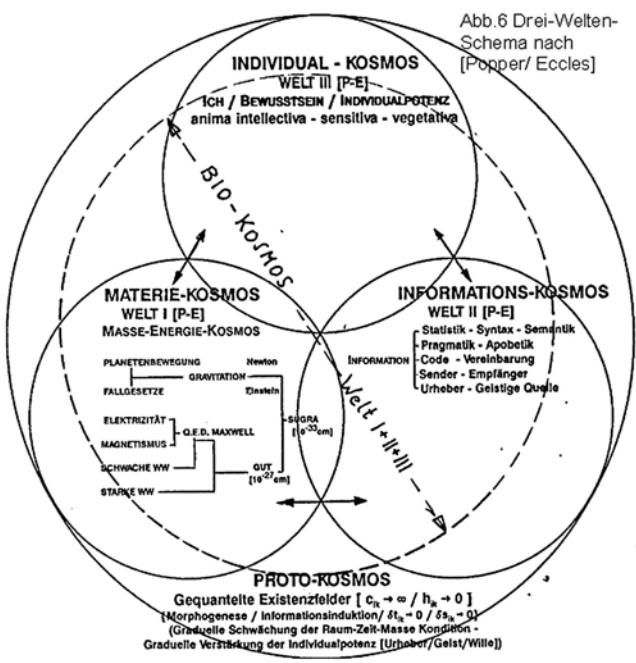 Abb.6 Drei-Welten-
Schema nach
[Popper/ Eccles]
INDIVIDUAL - KOSMOS
WELT III [P-E]
ICH / BEWUSSTSEIN / INDIVIDUALPOTENZ
anima intellectiva - sensitiva - vegetativa
BIO-KOSMOS
Welt I+II+III
MATERIE-KOSMOS
WELT I [P-E]
MASSE-ENERGIE-KOSMOS
PLANETENBEWEGUNG Newton
GRAVITATION
FALLGESETZE Einstein
ELEKTRIZITÄT
Q.E.D. MAXWELL
MAGNETISMUS
SUGRA
[10⁻³³cm]
SCHWACHE WW
GUT
[10⁻²⁷cm]
STARKE WW
INFORMATIONS-KOSMOS
WELT II [P-E]
INFORMATION
Statistik - Syntax - Semantik
Pragmatik - Apobetik
Code - Vereinbarung
Sender - Empfänger
Urheber - Geistige Quelle
PROTO-KOSMOS
Gequantelte Existenzfelder [ c_ik → ∞ / h_ik → 0 ]
{Morphogenese / Informationsinduktion / δt_ik → 0 / δs_ik → 0}
(Graduelle Schwächung der Raum-Zeit-Masse Kondition -
Graduelle Verstärkung der Individualpotenz [Urheber/Geist/Wille])